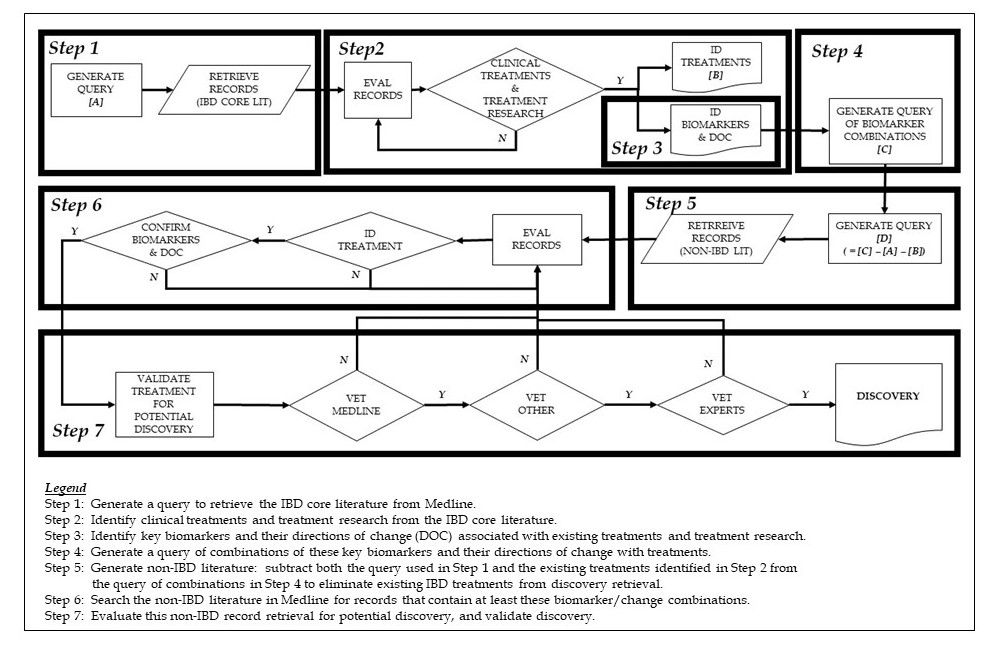 Step 1
GENERATE
QUERY
[A]
RETRIEVE
RECORDS
(IBD CORE LIT)
Step2
EVAL
RECORDS
CLINICAL
TREATMENTS
&
TREATMENT
RESEARCH
Y
N
ID
TREATMENTS
[B]
ID
BIOMARKERS
& DOC
Step 3
Step 4
GENERATE QUERY
OF BIOMARKER
COMBINATIONS
[C]
Step 5
GENERATE QUERY
[D]
( = [C] – [A] – [B])
RETRREIVE
RECORDS
(NON-IBD LIT)
Step 6
EVAL
RECORDS
ID
TREATMENT
Y
N
CONFIRM
BIOMARKERS
& DOC
Y
N
Step 7
VALIDATE
TREATMENT
FOR
POTENTIAL
DISCOVERY
VET
MEDLINE
N
Y
VET
OTHER
N
Y
VET
EXPERTS
N
Y
DISCOVERY
Legend
Step 1: Generate a query to retrieve the IBD core literature from Medline.
Step 2: Identify clinical treatments and treatment research from the IBD core literature.
Step 3: Identify key biomarkers and their directions of change (DOC) associated with existing treatments and treatment research.
Step 4: Generate a query of combinations of these key biomarkers and their directions of change with treatments.
Step 5: Generate non-IBD literature: subtract both the query used in Step 1 and the existing treatments identified in Step 2 from
the query of combinations in Step 4 to eliminate existing IBD treatments from discovery retrieval.
Step 6: Search the non-IBD literature in Medline for records that contain at least these biomarker/change combinations.
Step 7: Evaluate this non-IBD record retrieval for potential discovery, and validate discovery.